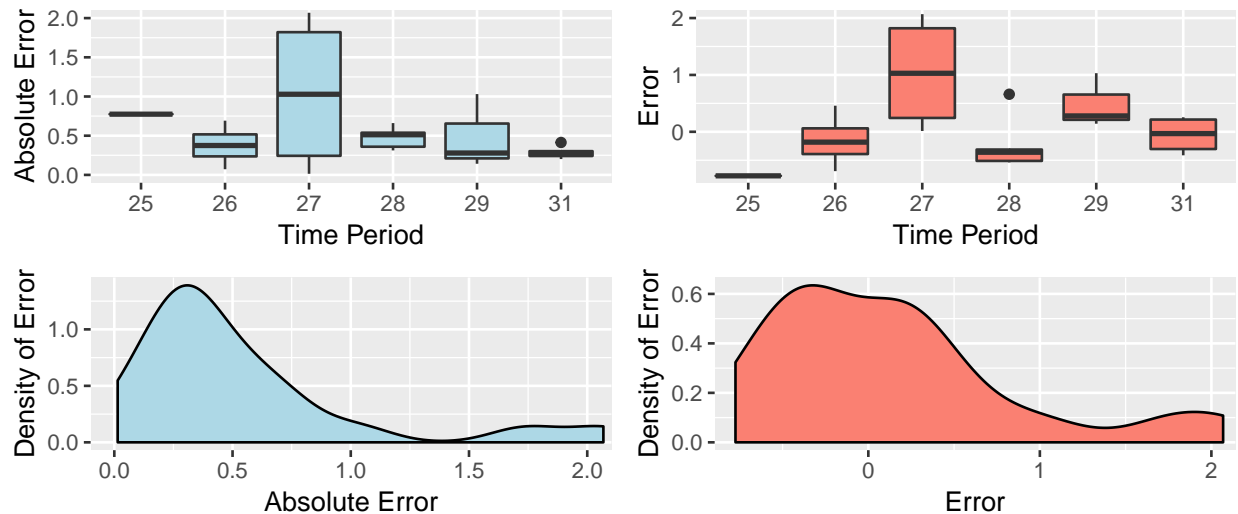 Absolute Error
2.0
1.5
1.0
0.5
0.0
25 26 27 28 29 31
Time Period
Error
2
1
0
25 26 27 28 29 31
Time Period
Density of Error
1.0
0.5
0.0
0.0 0.5 1.0 1.5 2.0
Absolute Error
Density of Error
0.6
0.4
0.2
0.0
0 1 2
Error